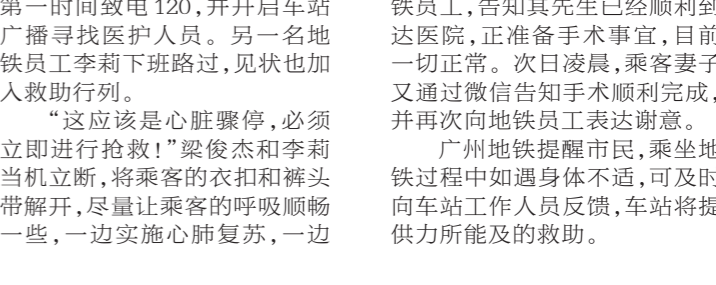 第一时间致电120，并开启车站
广播寻找医护人员。另一名地
铁员工李莉下班路过，见状也加
入救助行列。
“这应该是心脏骤停，必须
立即进行抢救！”梁俊杰和李莉
当机立断，将乘客的衣扣和裤头
带解开，尽量让乘客的呼吸顺畅
一些，一边实施心肺复苏，一边
铁员工，告知其先生已经顺利到
达医院，正准备手术事宜，目前
一切正常。次日凌晨，乘客妻子
又通过微信告知手术顺利完成，
并再次向地铁员工表达谢意。
广州地铁提醒市民，乘坐地
铁过程中如遇身体不适，可及时
向车站工作人员反馈，车站将提
供力所能及的救助。